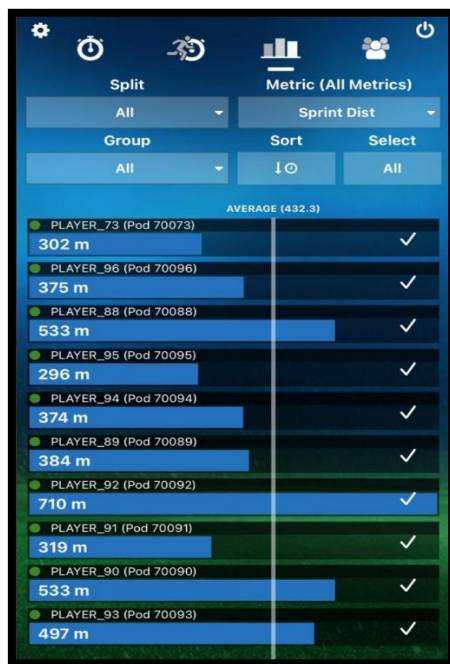 Split
Metric (All Metrics)
All
Sprint Dist
Group
Sort
Select
All
All
AVERAGE (432.3)
PLAYER_73 (Pod 70073)
302 m
PLAYER_96 (Pod 70096)
375 m
PLAYER_88 (Pod 70088)
533 m
PLAYER_95 (Pod 70095)
296 m
PLAYER_94 (Pod 70094)
374 m
PLAYER_89 (Pod 70089)
384 m
PLAYER_92 (Pod 70092)
710 m
PLAYER_91 (Pod 70091)
319 m
PLAYER_90 (Pod 70090)
533 m
PLAYER_93 (Pod 70093)
497 m